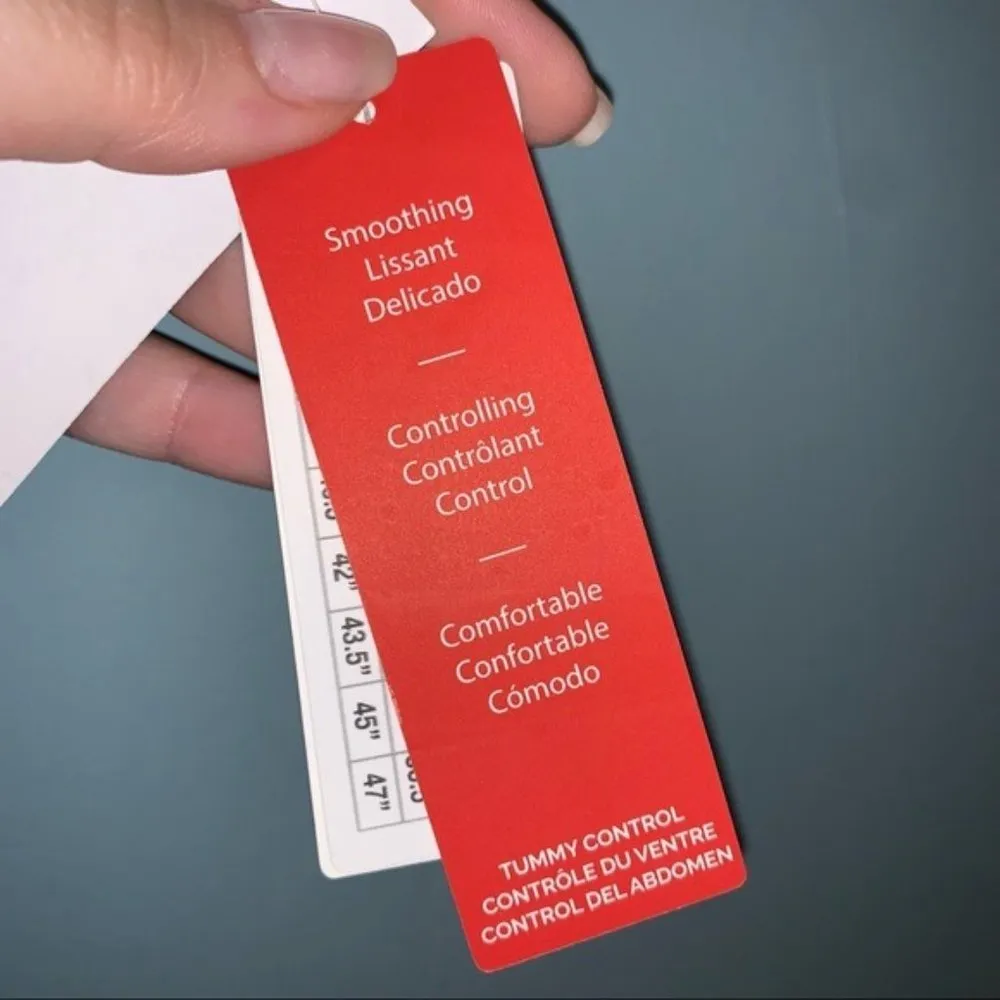 Smoothing
Lissant
Delicado
Controlling
Contrôlant
Control
Comfortable
Confortable
Cómodo
TUMMY CONTROL
CONTRÔLE DU VENTRE
CONTROL DEL ABDOMEN
42"
43.5"
45"
47"